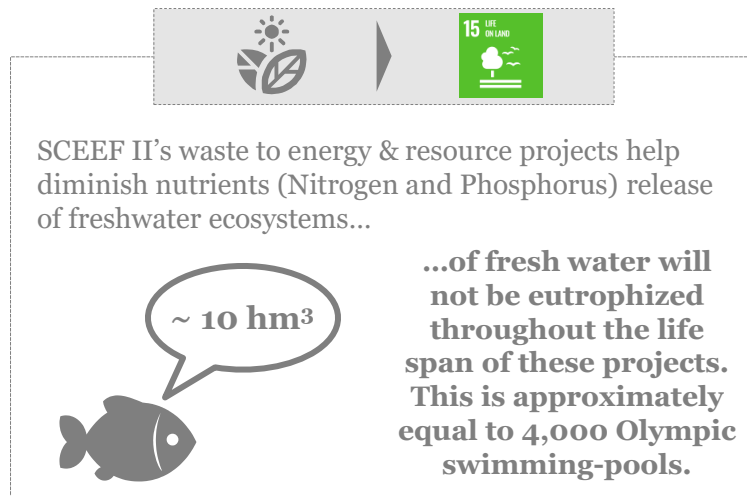 15 LIFE
ON LAND
SCEEF II’s waste to energy & resource projects help
diminish nutrients (Nitrogen and Phosphorus) release
of freshwater ecosystems...
~ 10 hm³
...of fresh water will
not be eutrophized
throughout the life
span of these projects.
This is approximately
equal to 4,000 Olympic
swimming-pools.